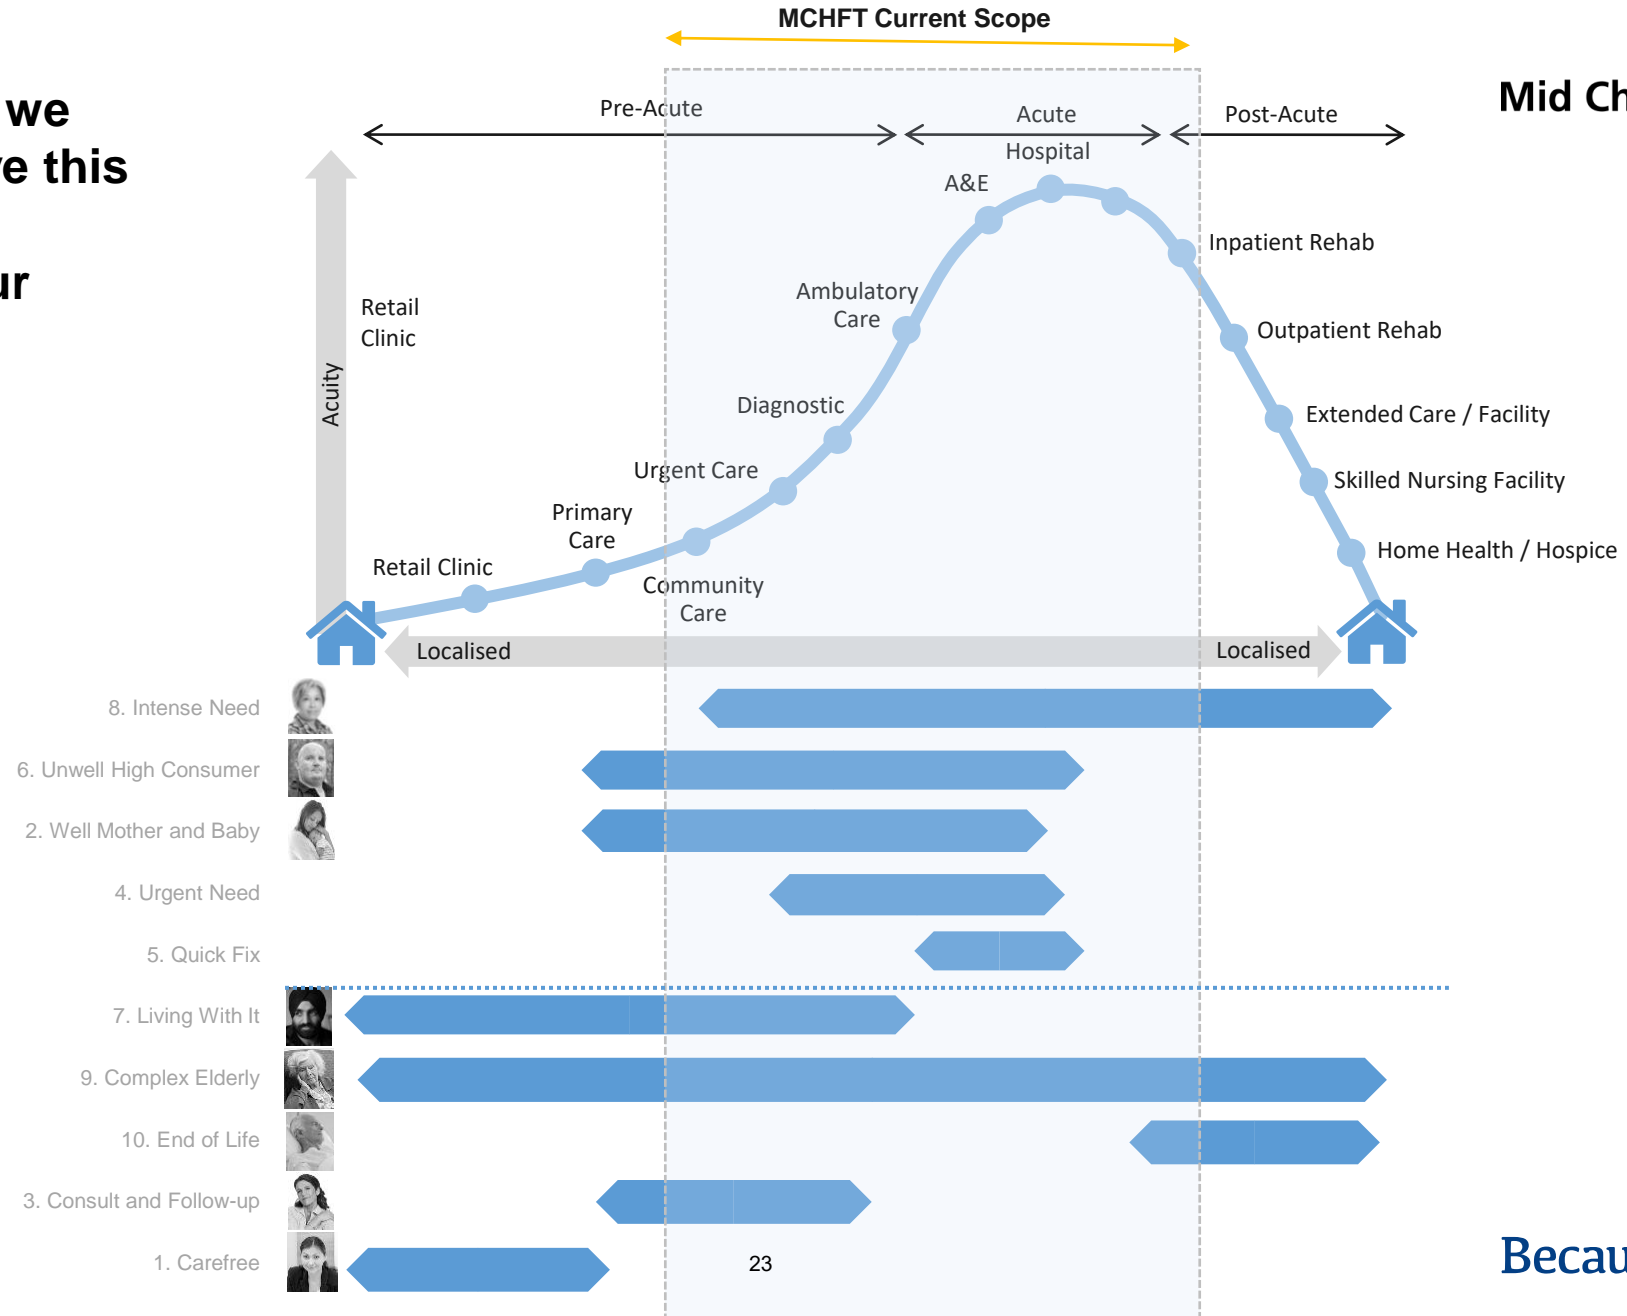 MCHFT Current Scope
we
e this
ur
Mid Ch
Pre-Acute
Acute
Post-Acute
Hospital
A&E
Inpatient Rehab
Ambulatory
Care
Retail
Clinic
Outpatient Rehab
Acuity
Diagnostic
Extended Care / Facility
Urgent Care
Skilled Nursing Facility
Primary
Care
Home Health / Hospice
Retail Clinic
Community
Care
Localised
Localised
8. Intense Need
6. Unwell High Consumer
2. Well Mother and Baby
4. Urgent Need
5. Quick Fix
7. Living With It
9. Complex Elderly
10. End of Life
3. Consult and Follow-up
1. Carefree
23
Becau